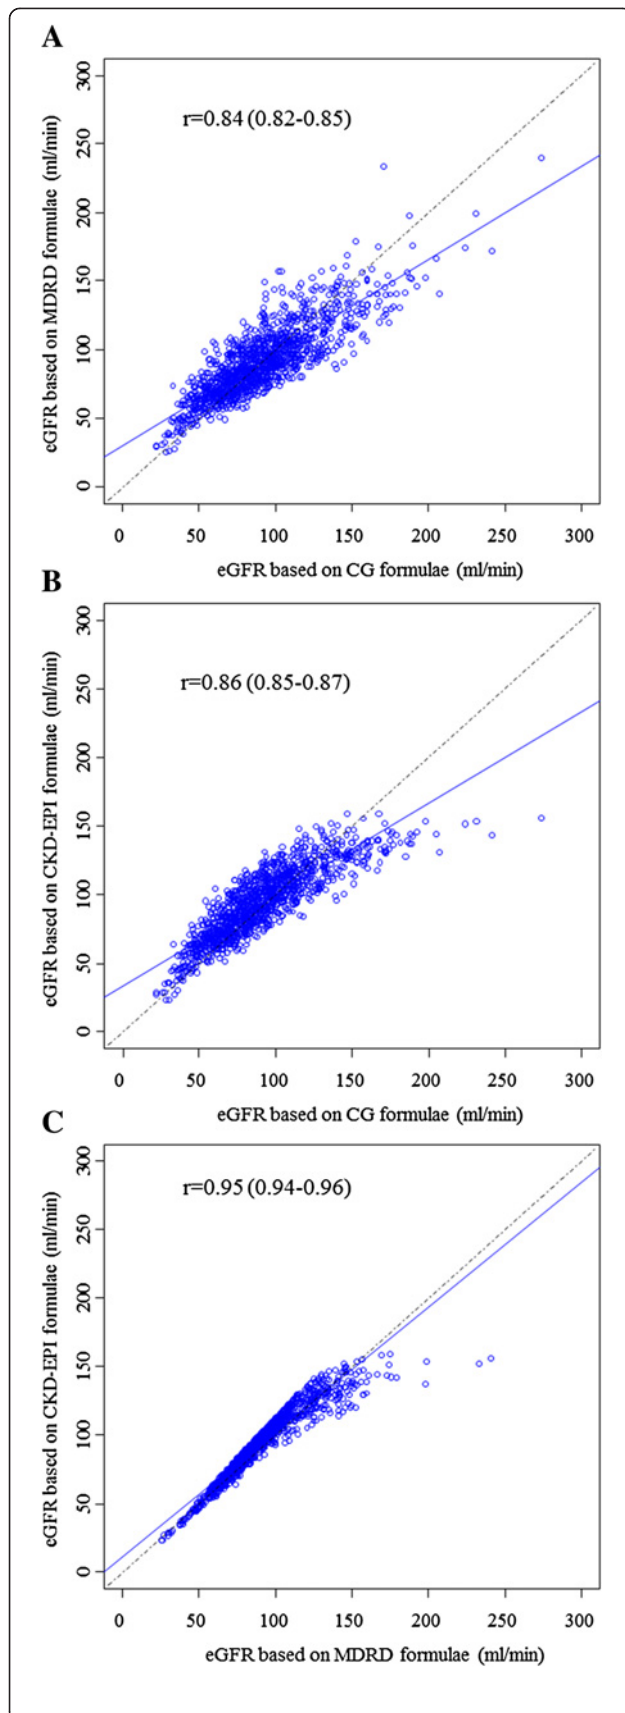 A
300
250
200
150
100
50
0
eGFR based on MDRD formulae (ml/min)
r=0.84 (0.82-0.85)
0 50 100 150 200 250 300
eGFR based on CG formulae (ml/min)
B
300
250
200
150
100
50
0
eGFR based on CKD-EPI formulae (ml/min)
r=0.86 (0.85-0.87)
0 50 100 150 200 250 300
eGFR based on CG formulae (ml/min)
C
300
250
200
150
100
50
0
eGFR based on CKD-EPI formulae (ml/min)
r=0.95 (0.94-0.96)
0 50 100 150 200 250 300
eGFR based on MDRD formulae (ml/min)